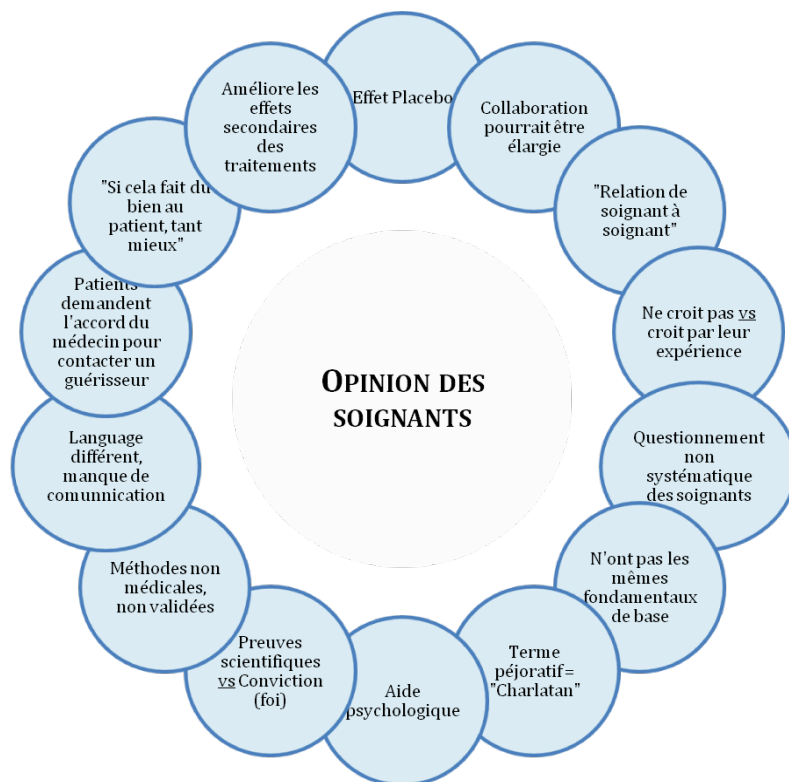 OPINION DES
SOIGNANTS
Effet Placebo
Collaboration
pourrait être
élargie
"Relation de
soignant à
soignant"
Ne croit pas vs
croit par leur
expérience
Questionnement
non
systématique
des soignants
N'ont pas les
mêmes
fondamentaux
de base
Terme
péjoratif=
"Charlatan"
Aide
psychologique
Preuves
scientifiques
vs Conviction
(foi)
Méthodes non
médicales,
non validées
Language
différent,
manque de
comunnication
Patients
demandent
l'accord du
médecin pour
contacter un
guérisseur
"Si cela fait du
bien au
patient, tant
mieux"
Améliore les
effets
secondaires
des
traitements